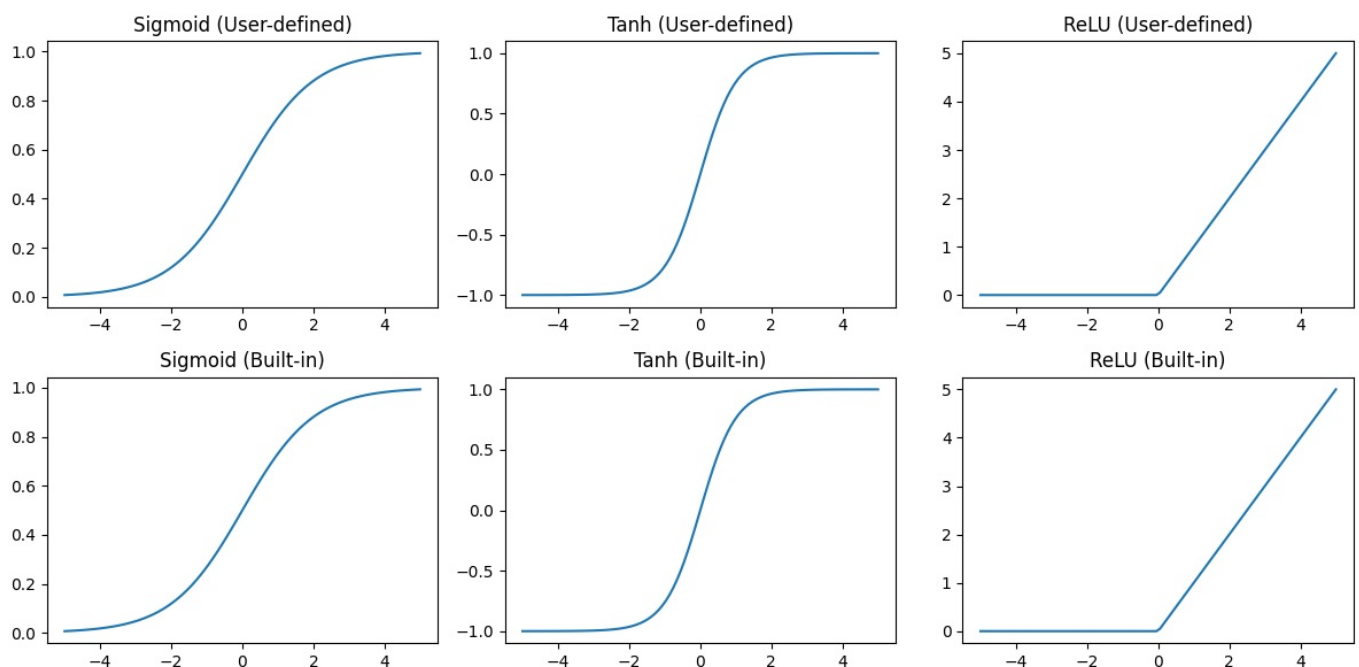 Sigmoid (User-defined)
1.0
0.8
0.6
0.4
0.2
0.0
−4 −2 0 2 4
Tanh (User-defined)
1.0
0.5
0.0
−0.5
−1.0
−4 −2 0 2 4
ReLU (User-defined)
5
4
3
2
1
0
−4 −2 0 2 4
Sigmoid (Built-in)
1.0
0.8
0.6
0.4
0.2
0.0
−4 −2 0 2 4
Tanh (Built-in)
1.0
0.5
0.0
−0.5
−1.0
−4 −2 0 2 4
ReLU (Built-in)
5
4
3
2
1
0
−4 −2 0 2 4